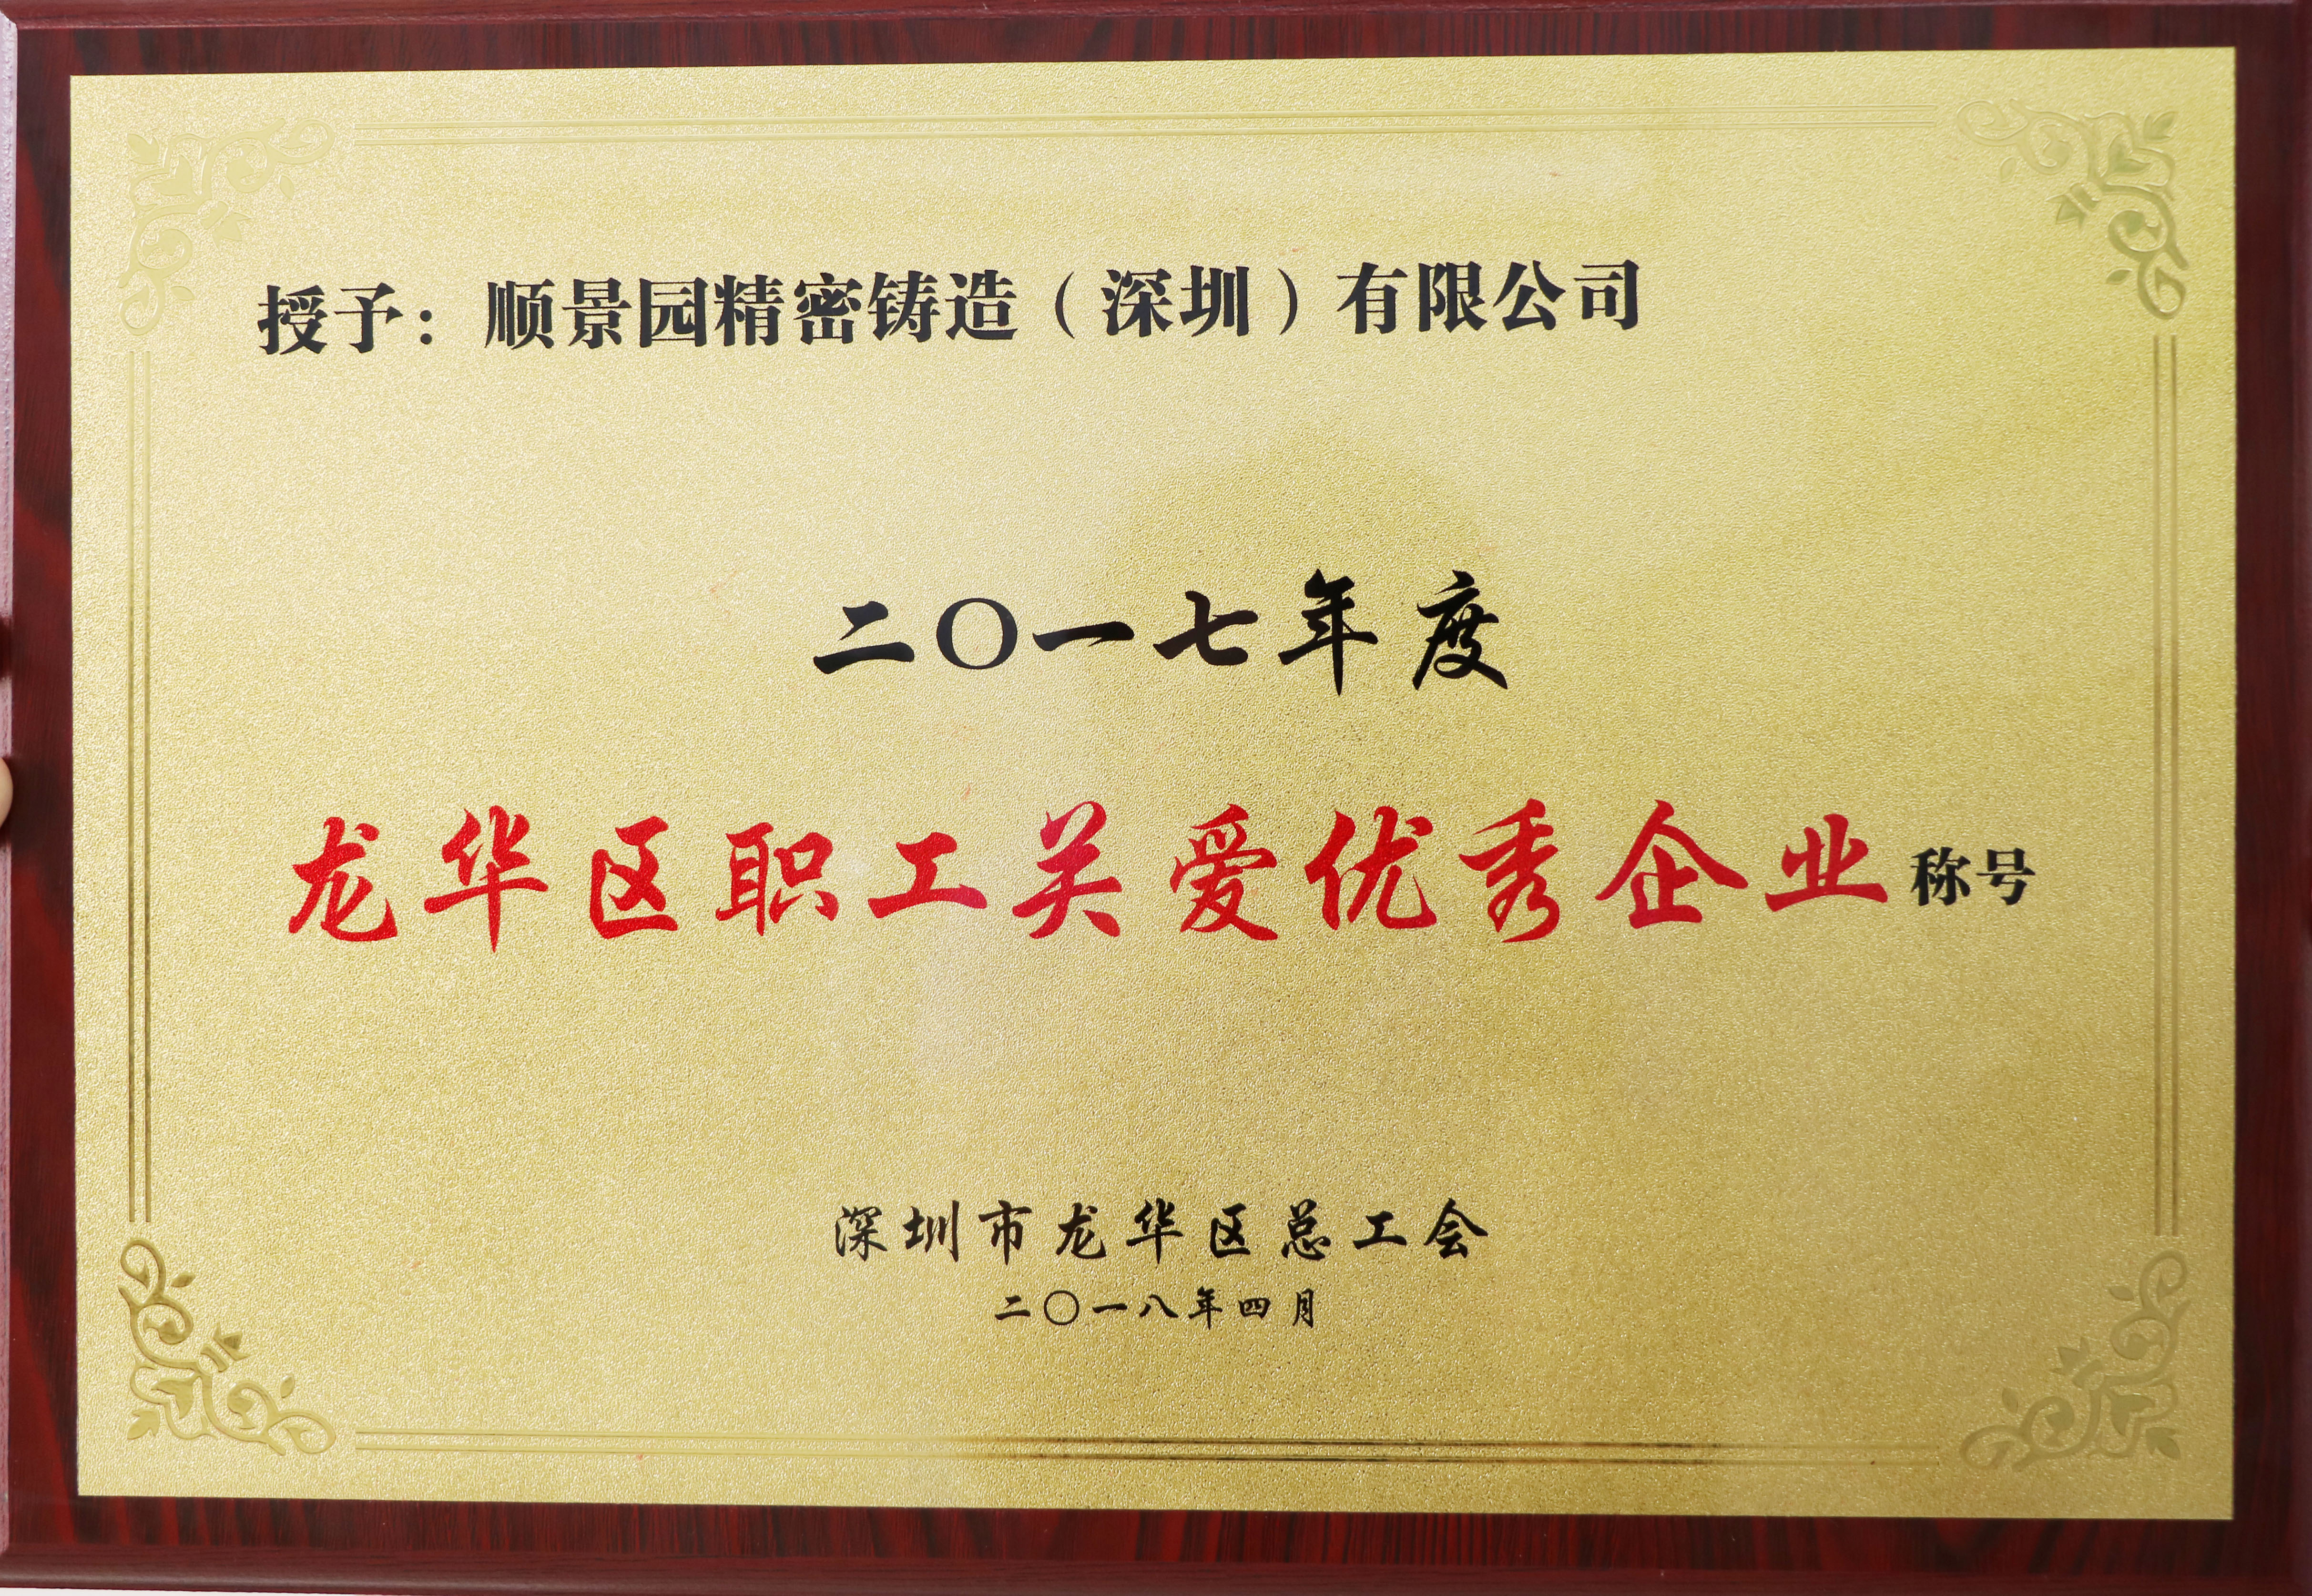 授予：顺景园精密铸造（深圳）有限公司
二〇一七年度
龙华区职工关爱优秀企业称号
深圳市龙华区总工会
二〇一八年四月